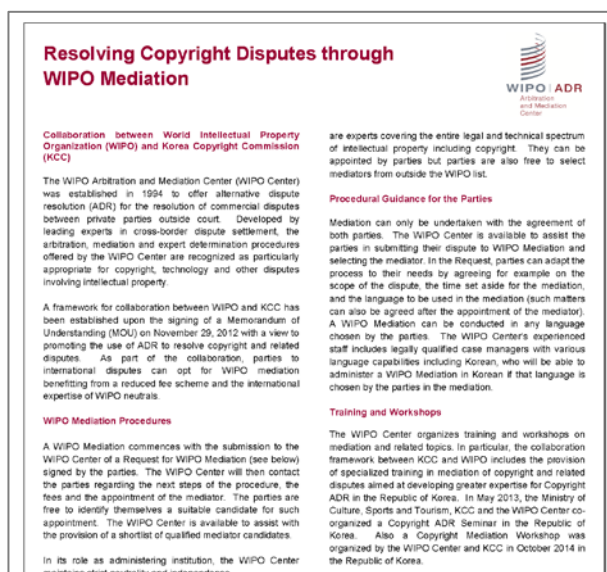 Resolving Copyright Disputes through
WIPO Mediation
WIPO | ADR
Arbitration
and Mediation
Center
Collaboration between World Intellectual Property
Organization (WIPO) and Korea Copyright Commission
(KCC)
The WIPO Arbitration and Mediation Center (WIPO Center)
was established in 1994 to offer alternative dispute
resolution (ADR) for the resolution of commercial disputes
between private parties outside court. Developed by
leading experts in cross-border dispute settlement, the
arbitration, mediation and expert determination procedures
offered by the WIPO Center are recognized as particularly
appropriate for copyright, technology and other disputes
involving intellectual property.
A framework for collaboration between WIPO and KCC has
been established upon the signing of a Memorandum of
Understanding (MOU) on November 29, 2012 with a view to
promoting the use of ADR to resolve copyright and related
disputes. As part of the collaboration, parties to
international disputes can opt for WIPO mediation
benefitting from a reduced fee scheme and the international
expertise of WIPO neutrals.
WIPO Mediation Procedures
A WIPO Mediation commences with the submission to the
WIPO Center of a Request for WIPO Mediation (see below)
signed by the parties. The WIPO Center will then contact
the parties regarding the next steps of the procedure, the
fees and the appointment of the mediator. The parties are
free to identify themselves a suitable candidate for such
appointment. The WIPO Center is available to assist with
the provision of a shortlist of qualified mediator candidates.
In its role as administering institution, the WIPO Center
maintains strict neutrality and independence.
are experts covering the entire legal and technical spectrum
of intellectual property including copyright. They can be
appointed by parties but parties are also free to select
mediators from outside the WIPO list.
Procedural Guidance for the Parties
Mediation can only be undertaken with the agreement of
both parties. The WIPO Center is available to assist the
parties in submitting their dispute to WIPO Mediation and
selecting the mediator. In the Request, parties can adapt the
process to their needs by agreeing for example on the
scope of the dispute, the time set aside for the mediation,
and the language to be used in the mediation (such matters
can also be agreed after the appointment of the mediator).
A WIPO Mediation can be conducted in any language
chosen by the parties. The WIPO Center's experienced
staff includes legally qualified case managers with various
language capabilities including Korean, who will be able to
administer a WIPO Mediation in Korean if that language is
chosen by the parties in the mediation.
Training and Workshops
The WIPO Center organizes training and workshops on
mediation and related topics. In particular, the collaboration
framework between KCC and WIPO includes the provision
of specialized training in mediation of copyright and related
disputes aimed at developing greater expertise for Copyright
ADR in the Republic of Korea. In May 2013, the Ministry of
Culture, Sports and Tourism, KCC and the WIPO Center co-
organized a Copyright ADR Seminar in the Republic of
Korea. Also a Copyright Mediation Workshop was
organized by the WIPO Center and KCC in October 2014 in
the Republic of Korea.